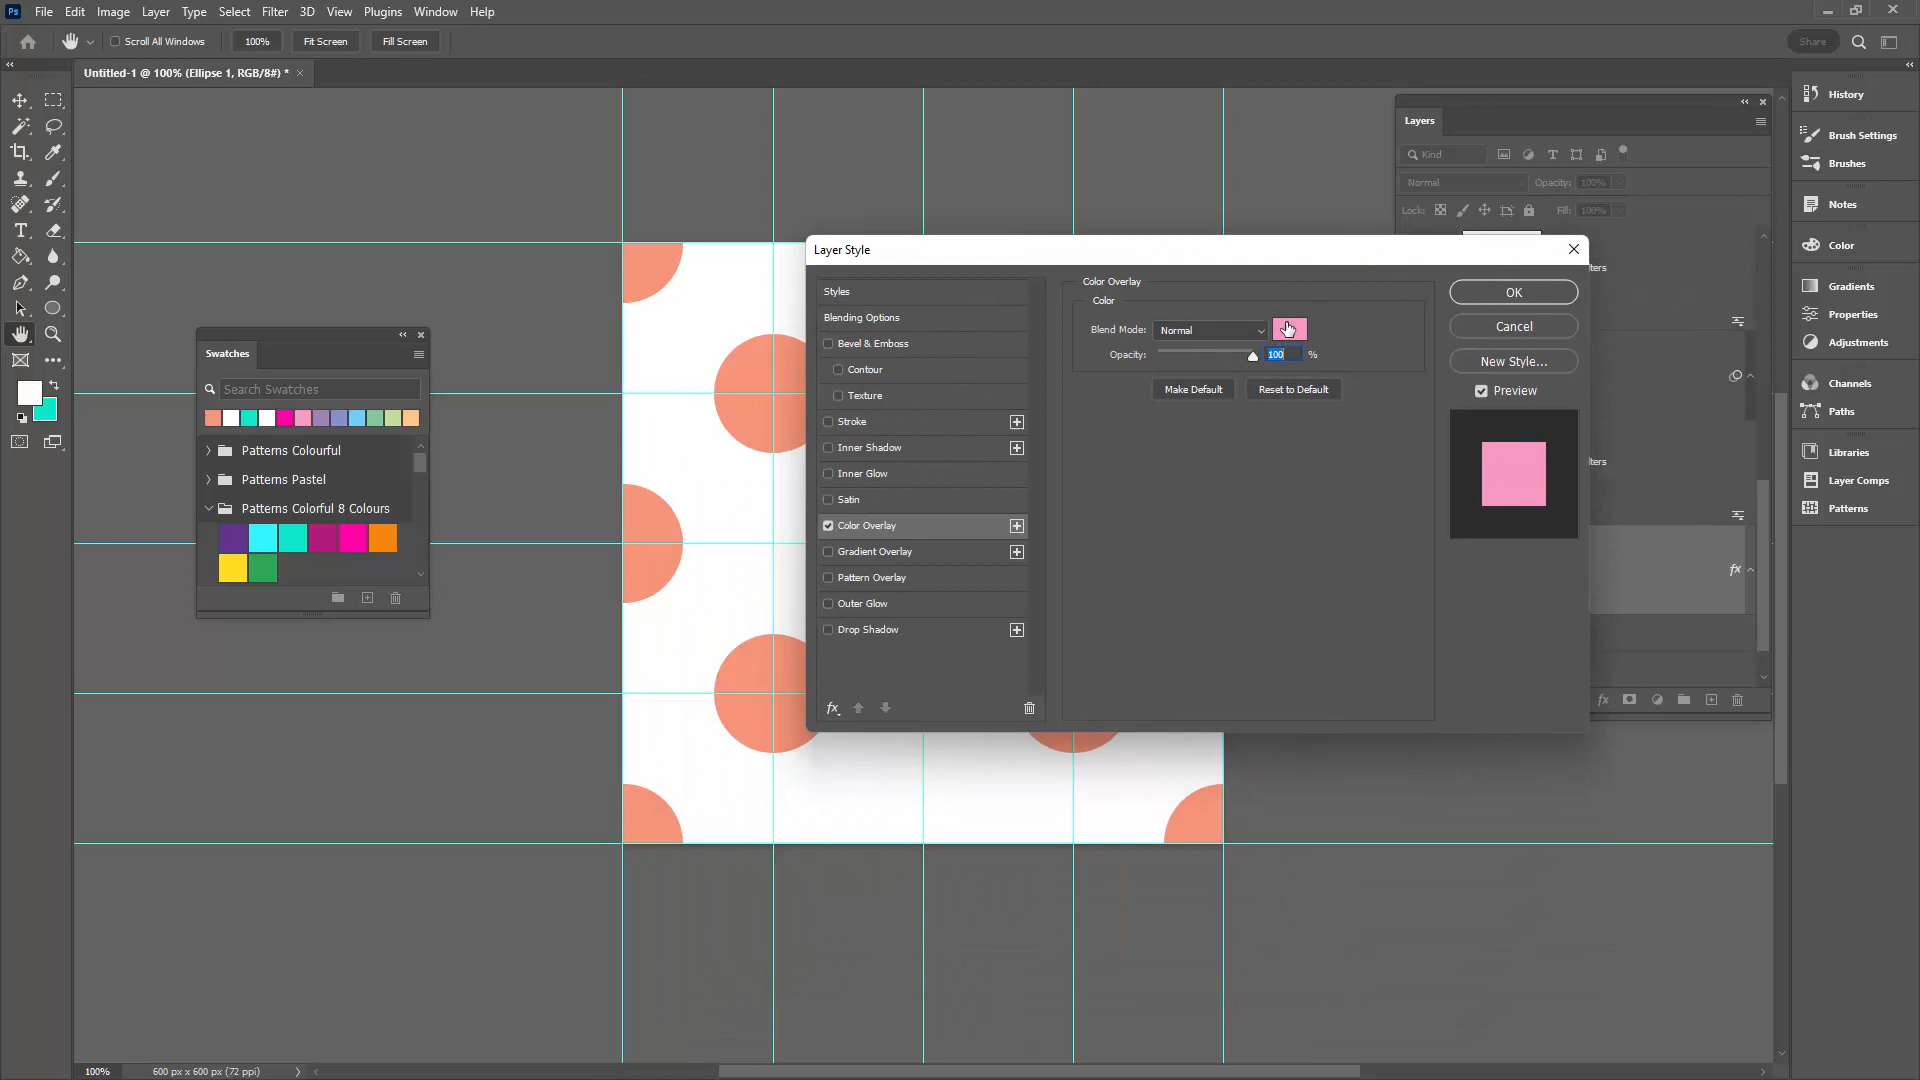 Ps File Edit Image Layer Type Select Filter 3D View Plugins Window Help
Scroll All Windows 100% Fit Screen Fill Screen Share
Untitled-1 @ 100% (Ellipse 1, RGB/8#) *
Layers
Kind
Normal Opacity: 100%
Lock: Fill: 100%
ters
ters
fx
fx
History
Brush Settings
Brushes
Notes
Color
Gradients
Properties
Adjustments
Channels
Paths
Libraries
Layer Comps
Patterns
Swatches
Search Swatches
Patterns Colourful
Patterns Pastel
Patterns Colorful 8 Colours
Layer Style
Styles
Blending Options
Bevel & Emboss
Contour
Texture
Stroke
Inner Shadow
Inner Glow
Satin
Color Overlay
Gradient Overlay
Pattern Overlay
Outer Glow
Drop Shadow
fx
Color Overlay
Color
Blend Mode: Normal
Opacity: 100 %
Make Default Reset to Default
OK
Cancel
New Style...
Preview
100% 600 px x 600 px (72 ppi)